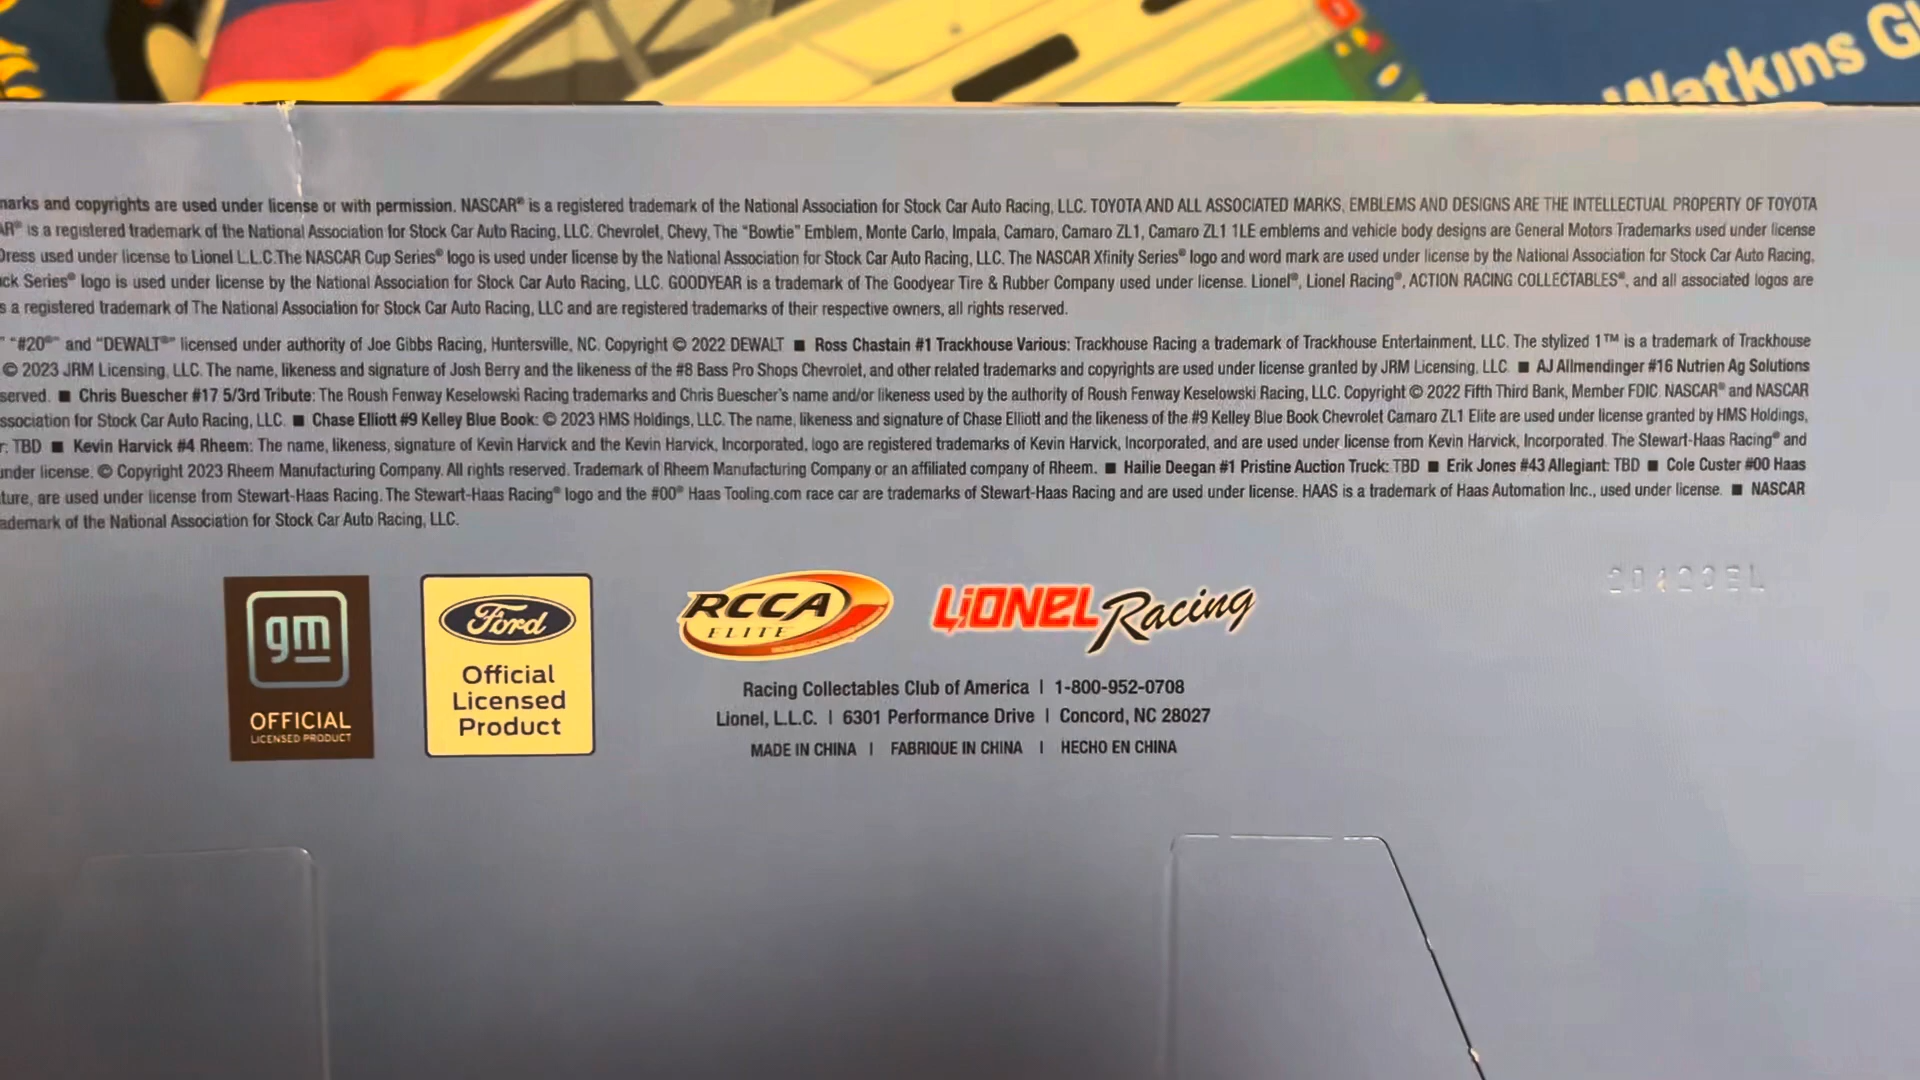 Watkins
marks and copyrights are used under license or with permission. NASCAR® is a registered trademark of the National Association for Stock Car Auto Racing, LLC. TOYOTA AND ALL ASSOCIATED MARKS, EMBLEMS AND DESIGNS ARE THE INTELLECTUAL PROPERTY OF TOYOTA
AR® is a registered trademark of the National Association for Stock Car Auto Racing, LLC. Chevrolet, Chevy, The “Bowtie” Emblem, Monte Carlo, Impala, Camaro, Camaro ZL1, Camaro ZL1 1LE emblems and vehicle body designs are General Motors Trademarks used under license
Dress used under license to Lionel L.L.C.The NASCAR Cup Series® logo is used under license by the National Association for Stock Car Auto Racing, LLC. The NASCAR Xfinity Series® logo and word mark are used under license by the National Association for Stock Car Auto Racing,
ck Series® logo is used under license by the National Association for Stock Car Auto Racing, LLC. GOODYEAR is a trademark of The Goodyear Tire & Rubber Company used under license. Lionel®, Lionel Racing®, ACTION RACING COLLECTABLES®, and all associated logos are
s a registered trademark of The National Association for Stock Car Auto Racing, LLC and are registered trademarks of their respective owners, all rights reserved.
” “#20®” and “DEWALT®” licensed under authority of Joe Gibbs Racing, Huntersville, NC. Copyright © 2022 DEWALT ■ Ross Chastain #1 Trackhouse Various: Trackhouse Racing a trademark of Trackhouse Entertainment, LLC. The stylized 1™ is a trademark of Trackhouse
© 2023 JRM Licensing, LLC. The name, likeness and signature of Josh Berry and the likeness of the #8 Bass Pro Shops Chevrolet, and other related trademarks and copyrights are used under license granted by JRM Licensing, LLC ■ AJ Allmendinger #16 Nutrien Ag Solutions
served. ■ Chris Buescher #17 5/3rd Tribute: The Roush Fenway Keselowski Racing trademarks and Chris Buescher’s name and/or likeness used by the authority of Roush Fenway Keselowski Racing, LLC. Copyright © 2022 Fifth Third Bank, Member FDIC. NASCAR® and NASCAR
ssociation for Stock Car Auto Racing, LLC. ■ Chase Elliott #9 Kelley Blue Book: © 2023 HMS Holdings, LLC. The name, likeness and signature of Chase Elliott and the likeness of the #9 Kelley Blue Book Chevrolet Camaro ZL1 Elite are used under license granted by HMS Holdings,
r: TBD ■ Kevin Harvick #4 Rheem: The name, likeness, signature of Kevin Harvick and the Kevin Harvick, Incorporated, logo are registered trademarks of Kevin Harvick, Incorporated, and are used under license from Kevin Harvick, Incorporated. The Stewart-Haas Racing® and
under license. © Copyright 2023 Rheem Manufacturing Company. All rights reserved. Trademark of Rheem Manufacturing Company or an affiliated company of Rheem. ■ Hailie Deegan #1 Pristine Auction Truck: TBD ■ Erik Jones #43 Allegiant: TBD ■ Cole Custer #00 Haas
ture, are used under license from Stewart-Haas Racing. The Stewart-Haas Racing® logo and the #00® Haas Tooling.com race car are trademarks of Stewart-Haas Racing and are used under license. HAAS is a trademark of Haas Automation Inc., used under license. ■ NASCAR
ademark of the National Association for Stock Car Auto Racing, LLC.
gm
OFFICIAL
LICENSED PRODUCT
Ford
Official
Licensed
Product
RCCA
ELITE
LIONEL Racing
Racing Collectables Club of America | 1-800-952-0708
Lionel, L.L.C. | 6301 Performance Drive | Concord, NC 28027
MADE IN CHINA | FABRIQUE IN CHINA | HECHO EN CHINA